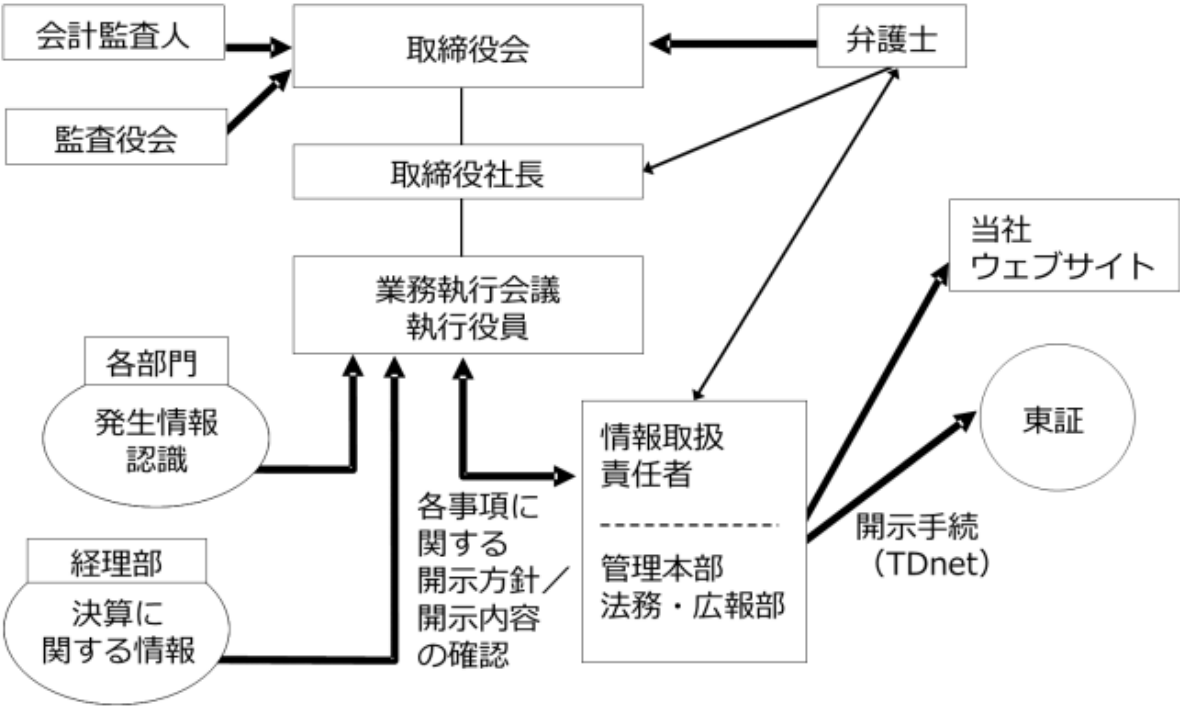 会計監査人
取締役会
弁護士
監査役会
取締役社長
当社
ウェブサイト
業務執行会議
執行役員
各部門
発生情報
認識
東証
情報取扱
責任者
各事項に
関する
開示方針／
開示内容
の確認
開示手続
（TDnet）
管理本部
法務・広報部
経理部
決算に
関する情報